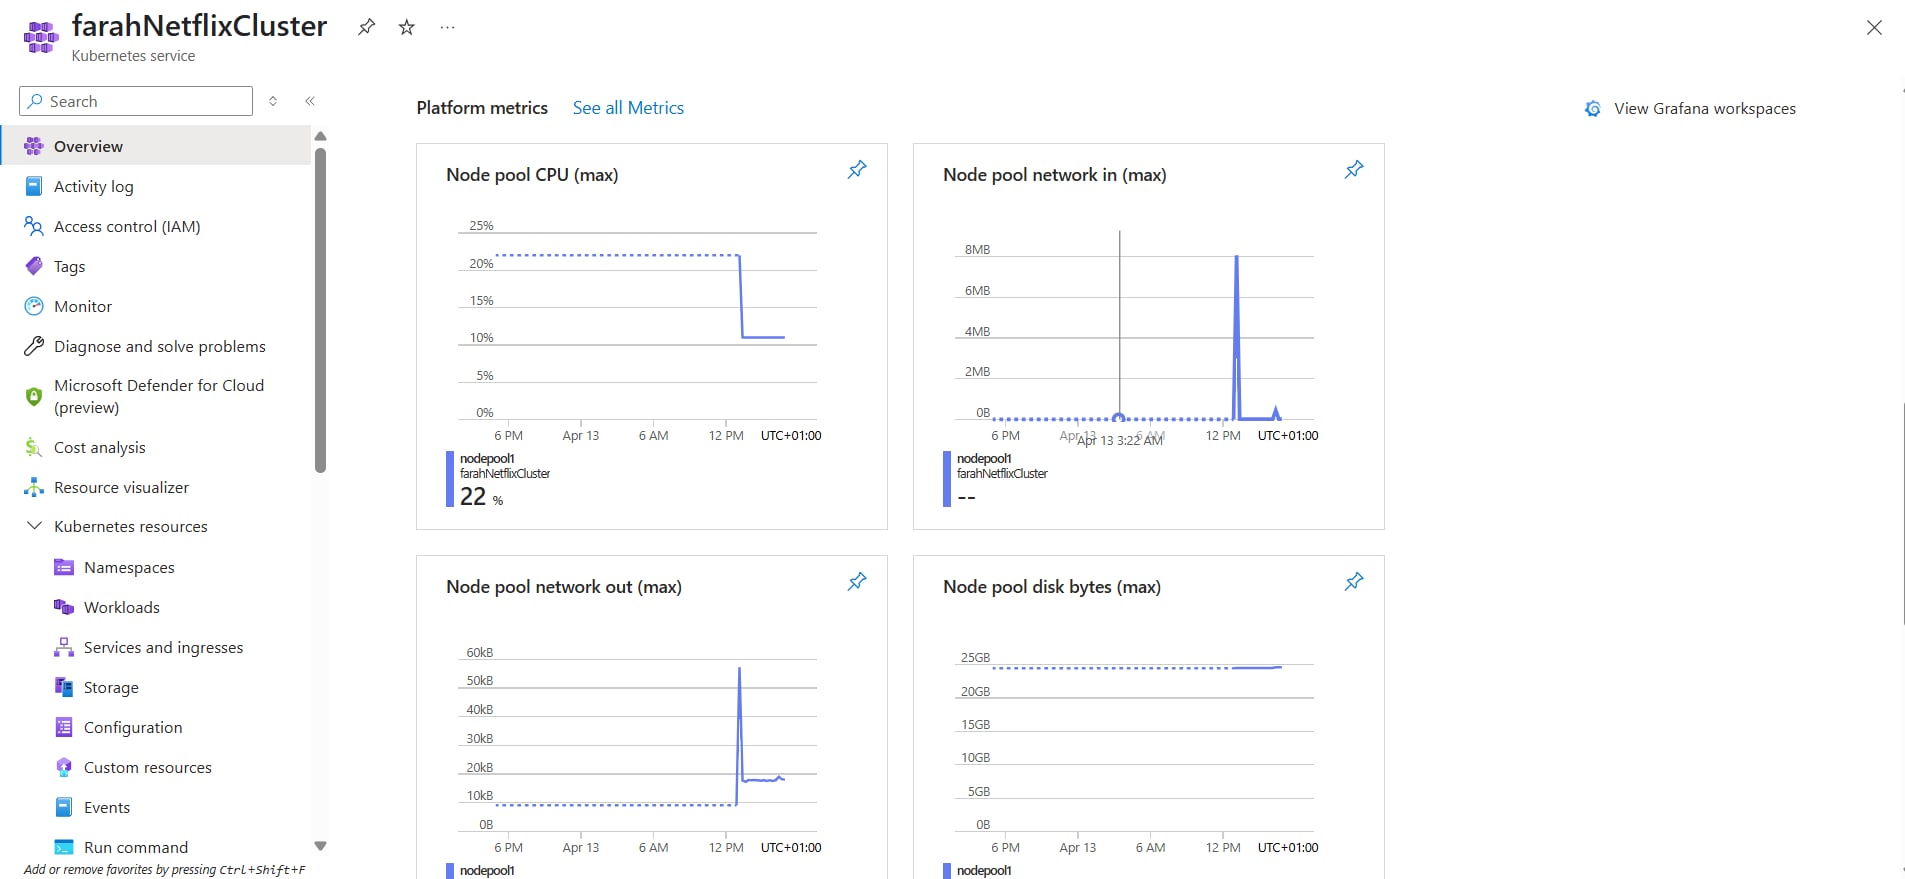 farahNetflixCluster
Kubernetes service
Search
Overview
Activity log
Access control (IAM)
Tags
Monitor
Diagnose and solve problems
Microsoft Defender for Cloud
(preview)
Cost analysis
Resource visualizer
Kubernetes resources
Namespaces
Workloads
Services and ingresses
Storage
Configuration
Custom resources
Events
Run command
Add or remove favorites by pressing Ctrl+Shift+F
Platform metrics See all Metrics
View Grafana workspaces
Node pool CPU (max)
25%
20%
15%
10%
5%
0%
6 PM Apr 13 6 AM 12 PM UTC+01:00
nodepool1
farahNetflixCluster
22 %
Node pool network in (max)
8MB
6MB
4MB
2MB
0B
6 PM Apr 13 6 AM 12 PM UTC+01:00
Apr 13 3:22 AM
nodepool1
farahNetflixCluster
--
Node pool network out (max)
60kB
50kB
40kB
30kB
20kB
10kB
0B
6 PM Apr 13 6 AM 12 PM UTC+01:00
nodepool1
Node pool disk bytes (max)
25GB
20GB
15GB
10GB
5GB
0B
6 PM Apr 13 6 AM 12 PM UTC+01:00
nodepool1